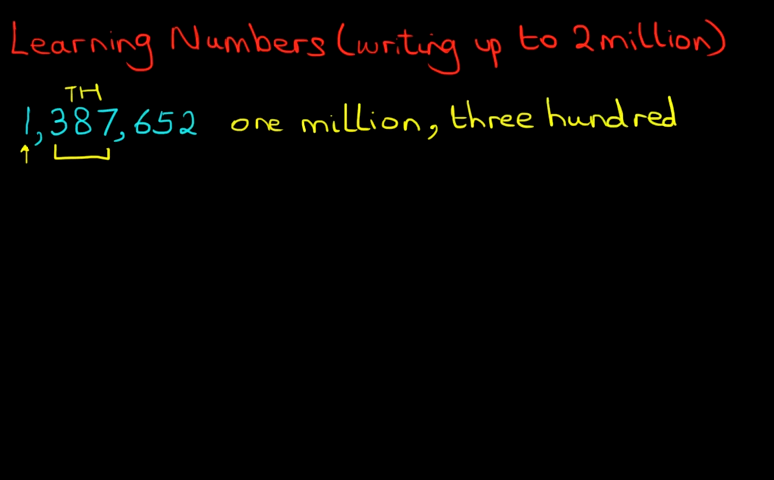 Learning Numbers (writing up to 2 million)
TH
1,387,652 one million, three hundred